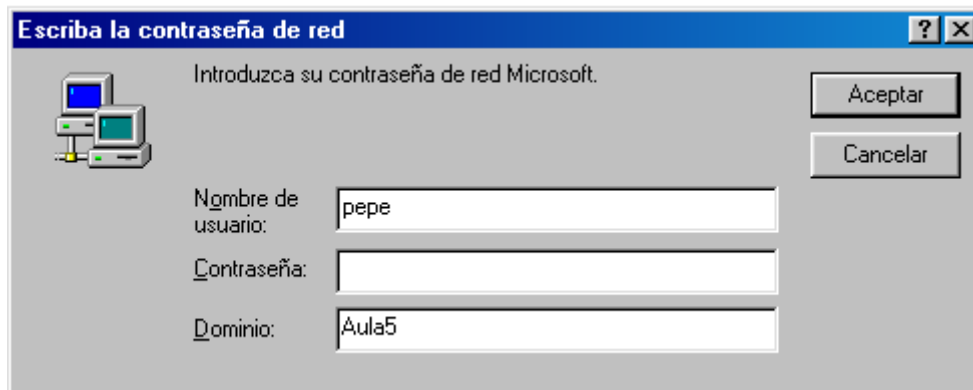 Escriba la contraseña de red
Introduzca su contraseña de red Microsoft.
Aceptar
Cancelar
Nombre de
usuario:
pepe
Contraseña:
Dominio:
Aula5